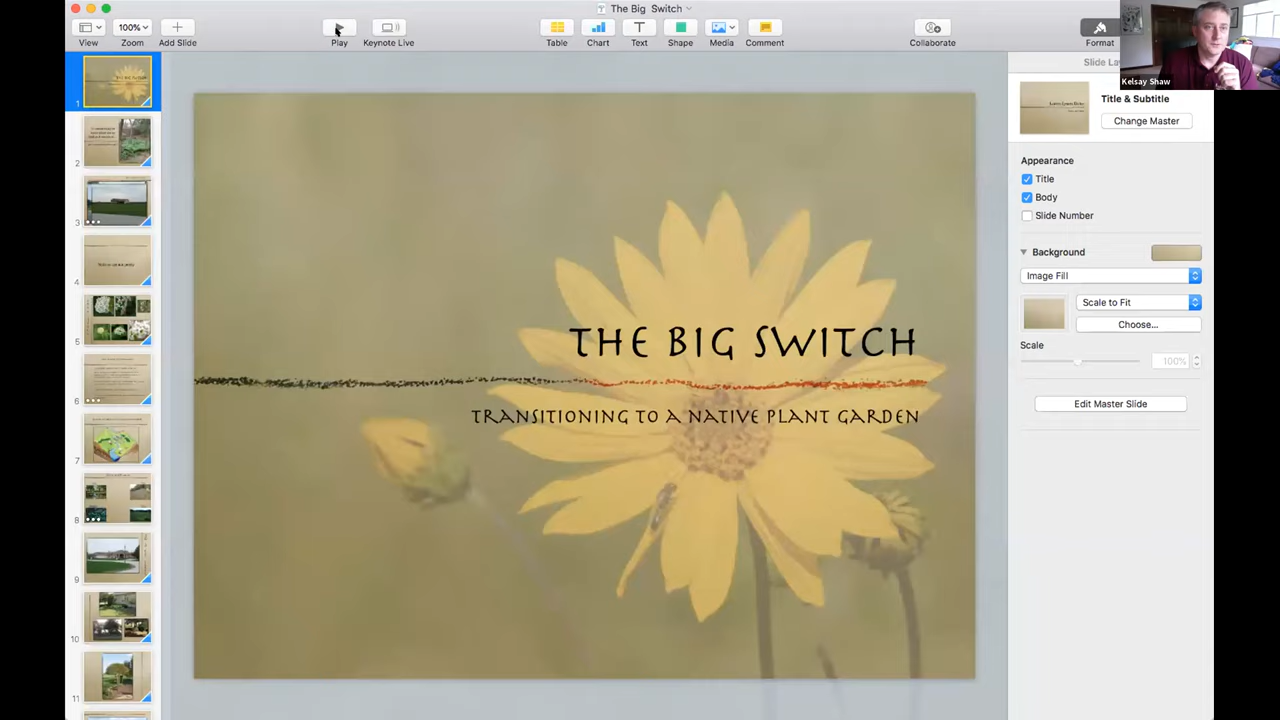 The Big Switch
100%
View
Zoom
Add Slide
Play
Keynote Live
Table
Chart
Text
Shape
Media
Comment
Collaborate
Format
Kelsay Shaw
Title & Subtitle
Change Master
Appearance
Title
Body
Slide Number
Background
Image Fill
Scale to Fit
Choose...
Scale
100%
Edit Master Slide
THE BIG SWITCH
TRANSITIONING TO A NATIVE PLANT GARDEN
1
2
3
4
5
6
7
8
9
10
11